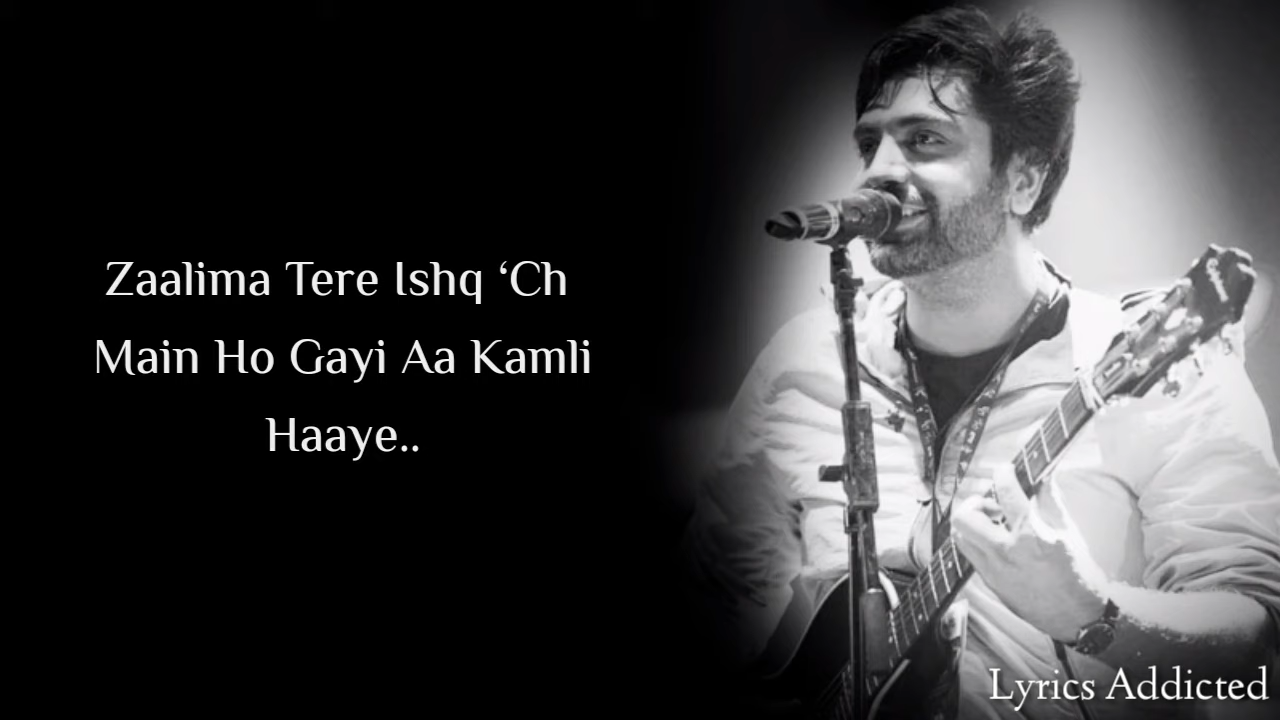 Zaalima Tere Ishq ‘Ch
Main Ho Gayi Aa Kamli
Haaye..
Lyrics Addicted